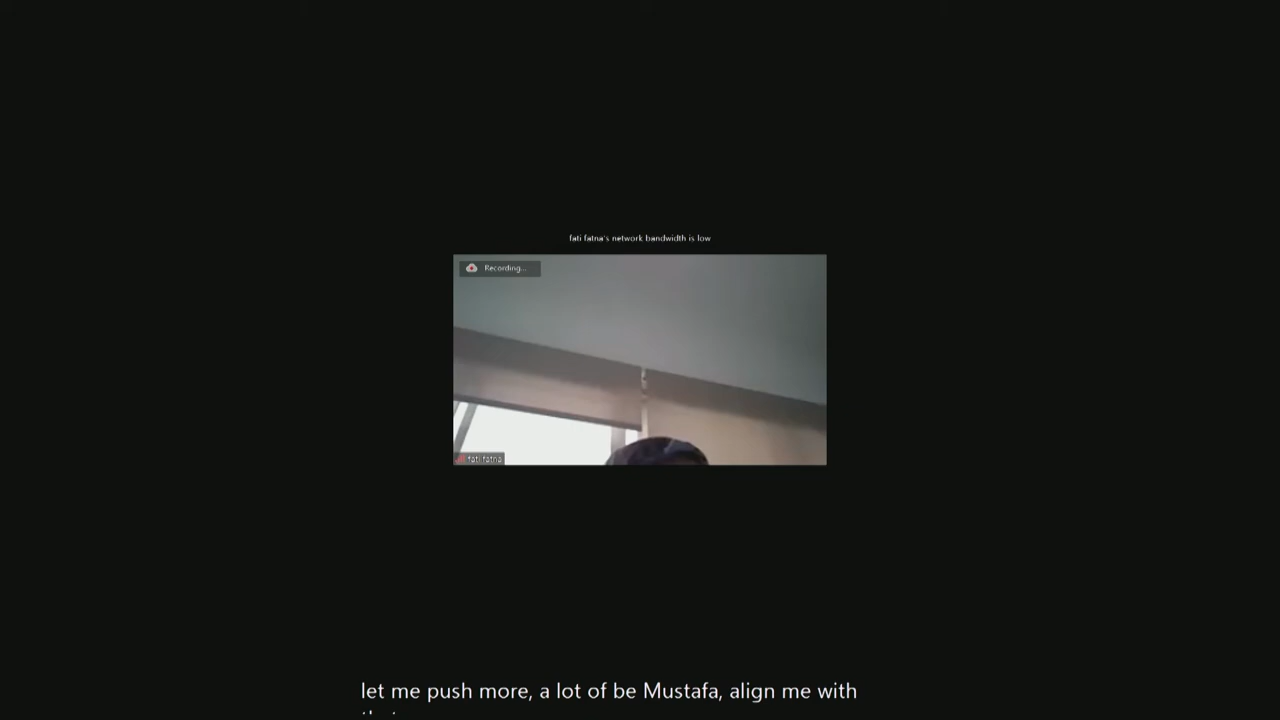 fati fatna's network bandwidth is low
Recording...
fati fatna
let me push more, a lot of be Mustafa, align me with